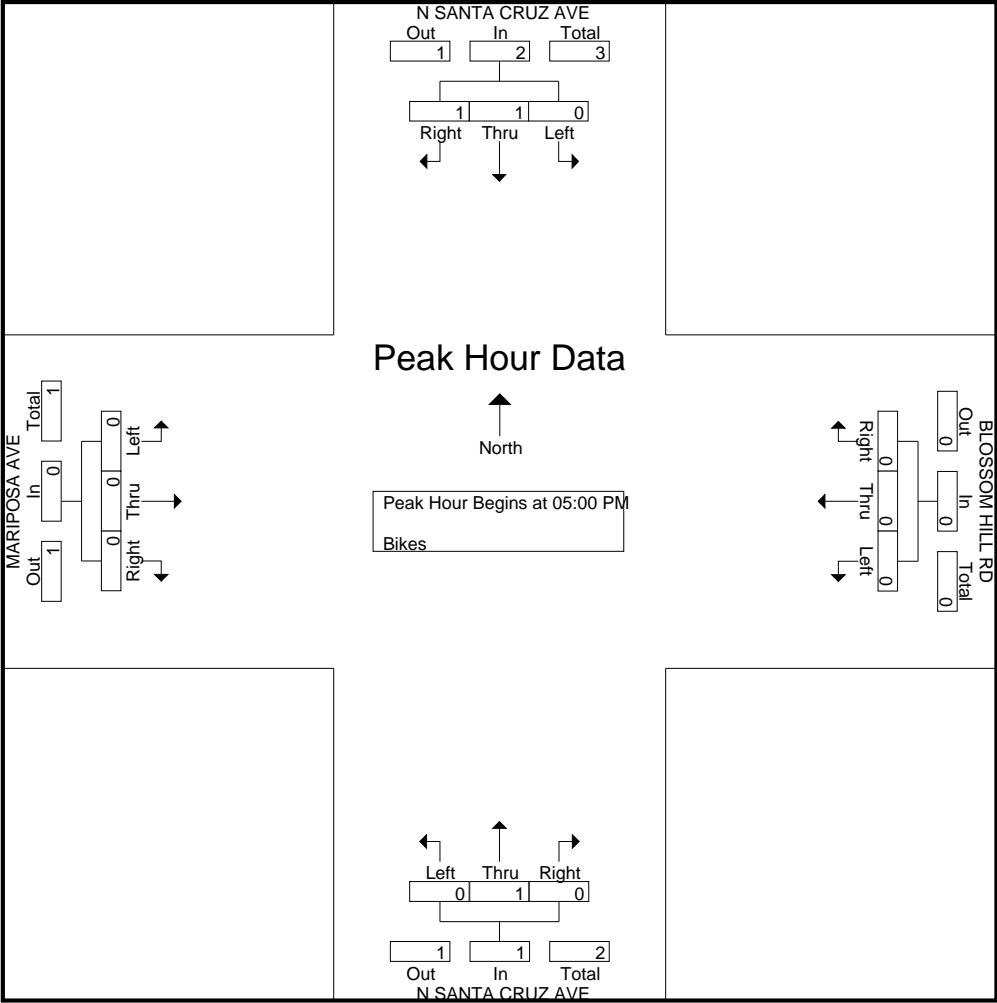 N SANTA CRUZ AVE
Out In Total
1 2 3
1 1 0
Right Thru Left
Peak Hour Data
North
Peak Hour Begins at 05:00 PM
Bikes
MARIPOSA AVE
Out In Total
1 0 1
0 0 0
Left Thru Right
BLOSSOM HILL RD
Out In Total
0 0 0
Right Thru Left
0 0 0
Left Thru Right
0 1 0
1 1 2
Out In Total
N SANTA CRUZ AVE